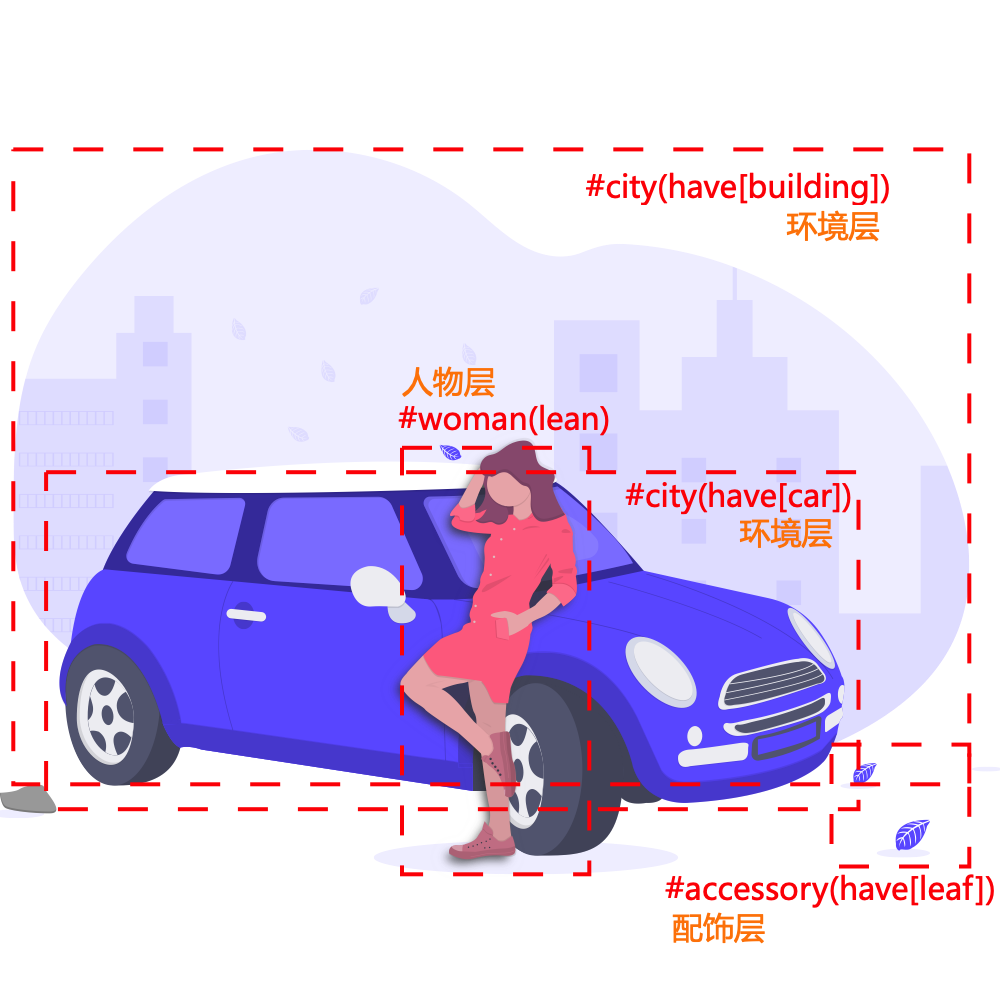 #city(have[building])
环境层
人物层
#woman(lean)
#city(have[car])
环境层
#accessory(have[leaf])
配饰层